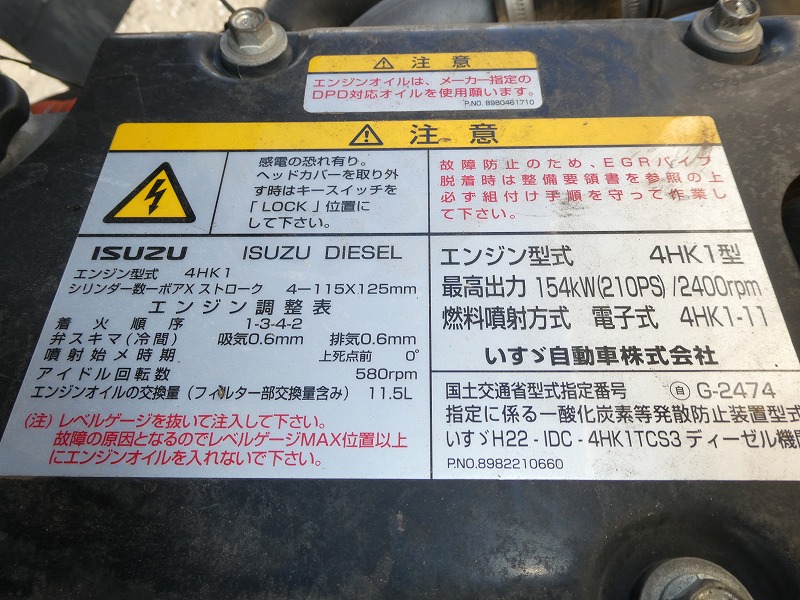 ⚠ 注意
エンジンオイルは、メーカー指定の
DPD対応オイルを使用願います。
P.NO. 8980461710
⚠ 注意
感電の恐れ有り。
ヘッドカバーを取り外
す時はキースイッチを
「LOCK」位置に
して下さい。
故障防止のため、EGRパイプ
脱着時は整備要領書を参照の上
必ず組付け手順を守って作業し
て下さい。
ISUZU ISUZU DIESEL
エンジン型式 4HK1
シリンダー数ーボアXストローク 4-115X125mm
エンジン調整表
着火順序 1-3-4-2
弁スキマ(冷間) 吸気0.6mm 排気0.6mm
噴射始メ時期 上死点前 0°
アイドル回転数 580rpm
エンジンオイルの交換量(フィルター部交換量含み) 11.5L
(注)レベルゲージを抜いて注入して下さい。
故障の原因となるのでレベルゲージMAX位置以上
にエンジンオイルを入れないで下さい。
エンジン型式 4HK1型
最高出力 154kW(210PS)/2400rpm
燃料噴射方式 電子式 4HK1-11
いすゞ自動車株式会社
国土交通省型式指定番号 ㊂自 G-2474
指定に係る一酸化炭素等発散防止装置型式
いすゞH22-IDC-4HK1TCS3ディーゼル機関
P.NO. 8982210660